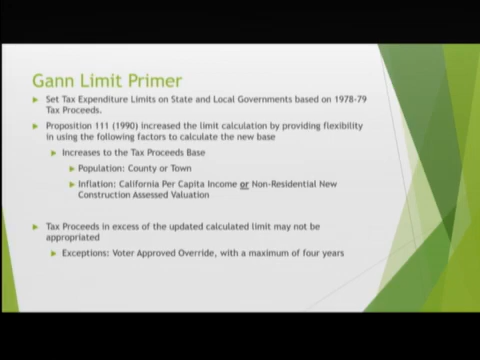 Gann Limit Primer
Set Tax Expenditure Limits on State and Local Governments based on 1978-79
Tax Proceeds.
Proposition 111 (1990) increased the limit calculation by providing flexibility
in using the following factors to calculate the new base
Increases to the Tax Proceeds Base
Population: County or Town
Inflation: California Per Capita Income or Non-Residential New
Construction Assessed Valuation
Tax Proceeds in excess of the updated calculated limit may not be
appropriated
Exceptions: Voter Approved Override, with a maximum of four years